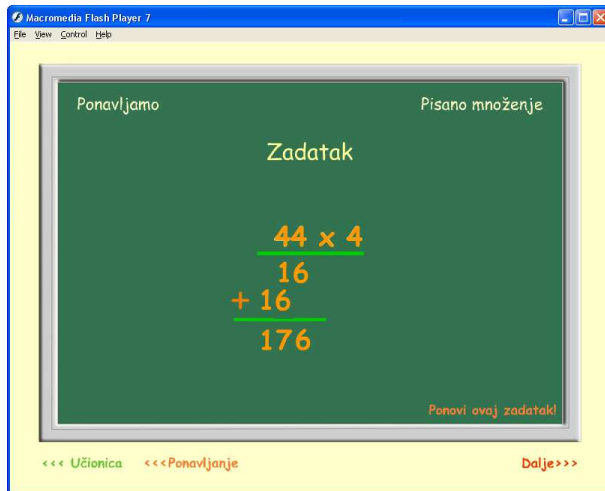 Macromedia Flash Player 7
File View Control Help
Ponavljamo
Pisano množenje
Zadatak
44 x 4
16
+ 16
176
Ponovi ovaj zadatak!
<<< Učionica
<<<Ponavljanje
Dalje>>>